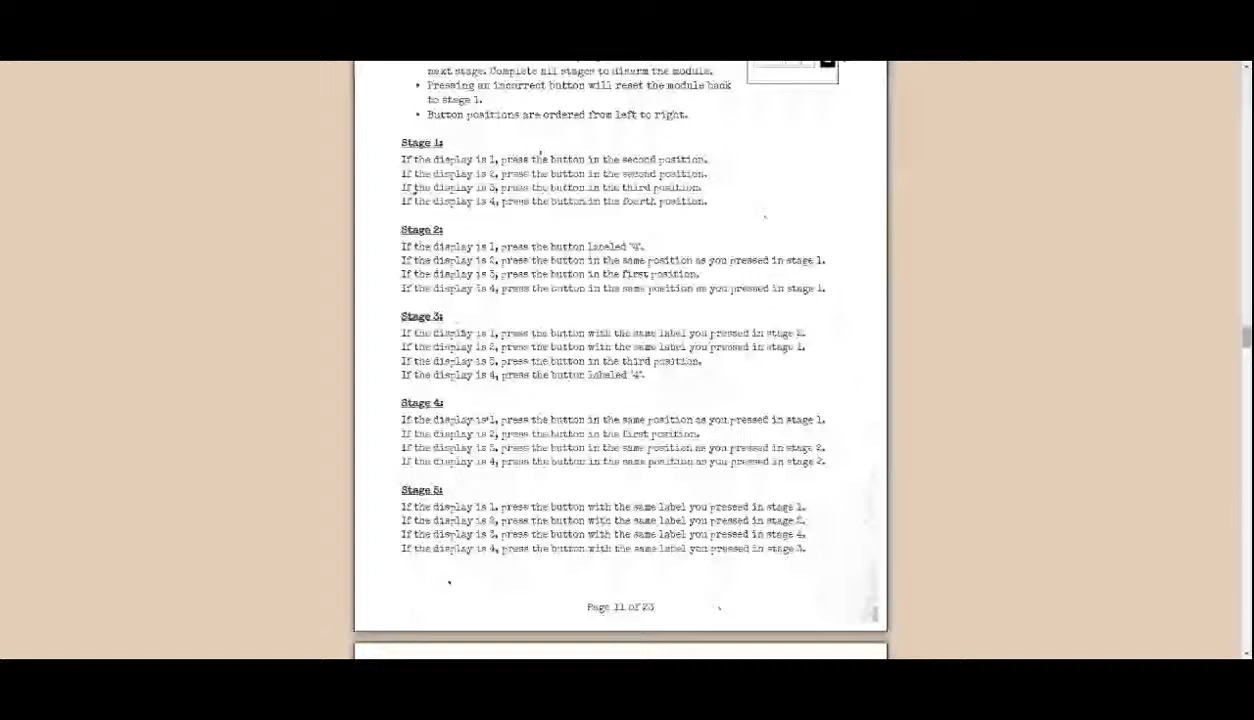 next stage. Complete all stages to disarm the module.
• Pressing an incorrect button will reset the module back
to stage 1.
• Button positions are ordered from left to right.
Stage 1:
If the display is 1, press the button in the second position.
If the display is 2, press the button in the second position.
If the display is 3, press the button in the third position.
If the display is 4, press the button in the fourth position.
Stage 2:
If the display is 1, press the button labeled "4".
If the display is 2, press the button in the same position as you pressed in stage 1.
If the display is 3, press the button in the first position.
If the display is 4, press the button in the same position as you pressed in stage 1.
Stage 3:
If the display is 1, press the button with the same label you pressed in stage 2.
If the display is 2, press the button with the same label you pressed in stage 1.
If the display is 3, press the button in the third position.
If the display is 4, press the button labeled "4".
Stage 4:
If the display is 1, press the button in the same position as you pressed in stage 1.
If the display is 2, press the button in the first position.
If the display is 3, press the button in the same position as you pressed in stage 2.
If the display is 4, press the button in the same position as you pressed in stage 2.
Stage 5:
If the display is 1, press the button with the same label you pressed in stage 1.
If the display is 2, press the button with the same label you pressed in stage 2.
If the display is 3, press the button with the same label you pressed in stage 4.
If the display is 4, press the button with the same label you pressed in stage 3.
Page 11 of 23